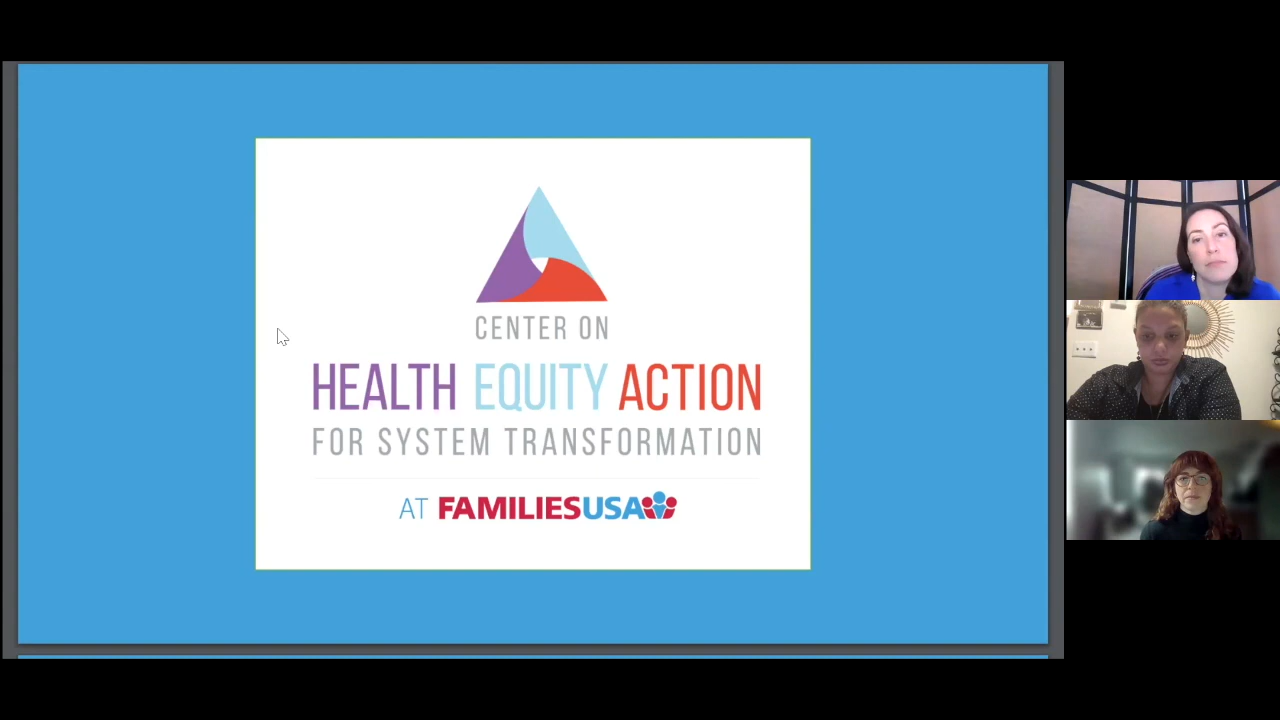 CENTER ON
HEALTH EQUITY ACTION
FOR SYSTEM TRANSFORMATION
AT FAMILIESUSA